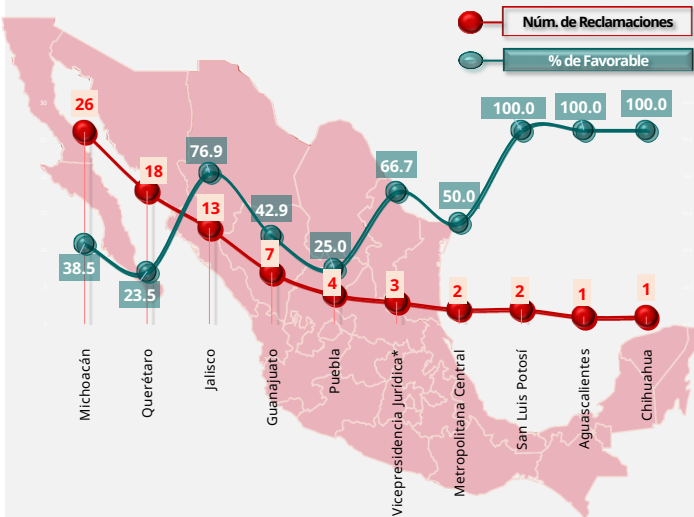 Núm. de Reclamaciones
% de Favorable
26
18
13
7
4
3
2
2
1
1
38.5
23.5
76.9
42.9
25.0
66.7
50.0
100.0
100.0
100.0
Michoacán
Querétaro
Jalisco
Guanajuato
Puebla
Vicepresidencia Jurídica*
Metropolitana Central
San Luis Potosí
Aguascalientes
Chihuahua